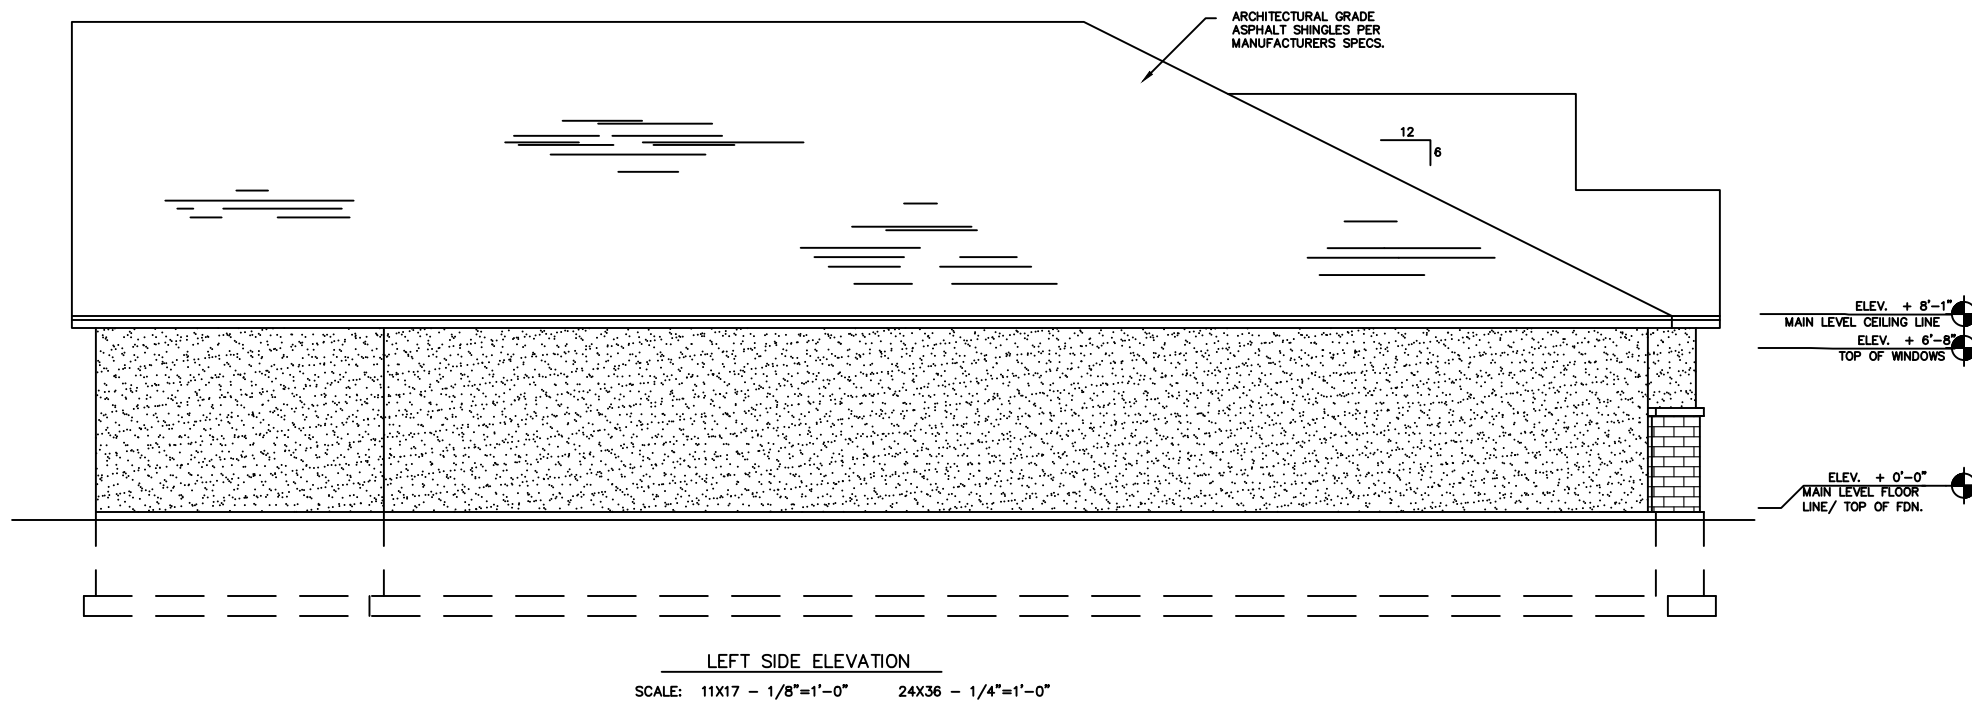 ARCHITECTURAL GRADE
ASPHALT SHINGLES PER
MANUFACTURERS SPECS.
12
6
ELEV. + 8'-1"
MAIN LEVEL CEILING LINE
ELEV. + 6'-8"
TOP OF WINDOWS
ELEV. + 0'-0"
MAIN LEVEL FLOOR
LINE/ TOP OF FDN.
LEFT SIDE ELEVATION
SCALE: 11X17 - 1/8"=1'-0" 24X36 - 1/4"=1'-0"